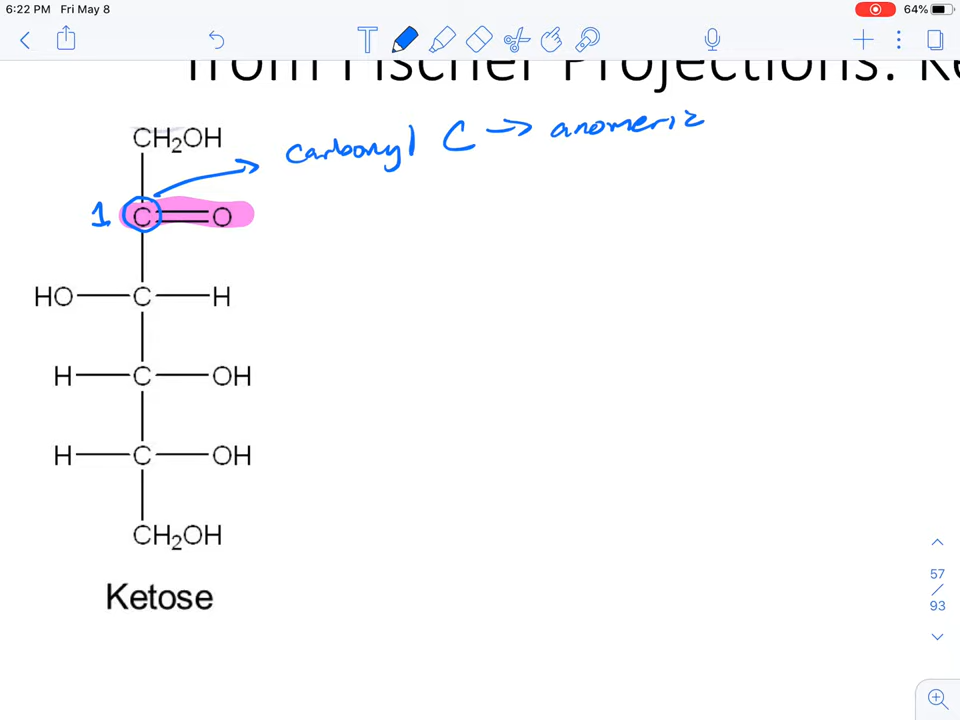 6:22 PM Fri May 8
64%
T
from Fischer Projections: Ke
CH2OH
carbonyl C → anomeric
1 C O
HO C H
H C OH
H C OH
CH2OH
Ketose
57
/
93